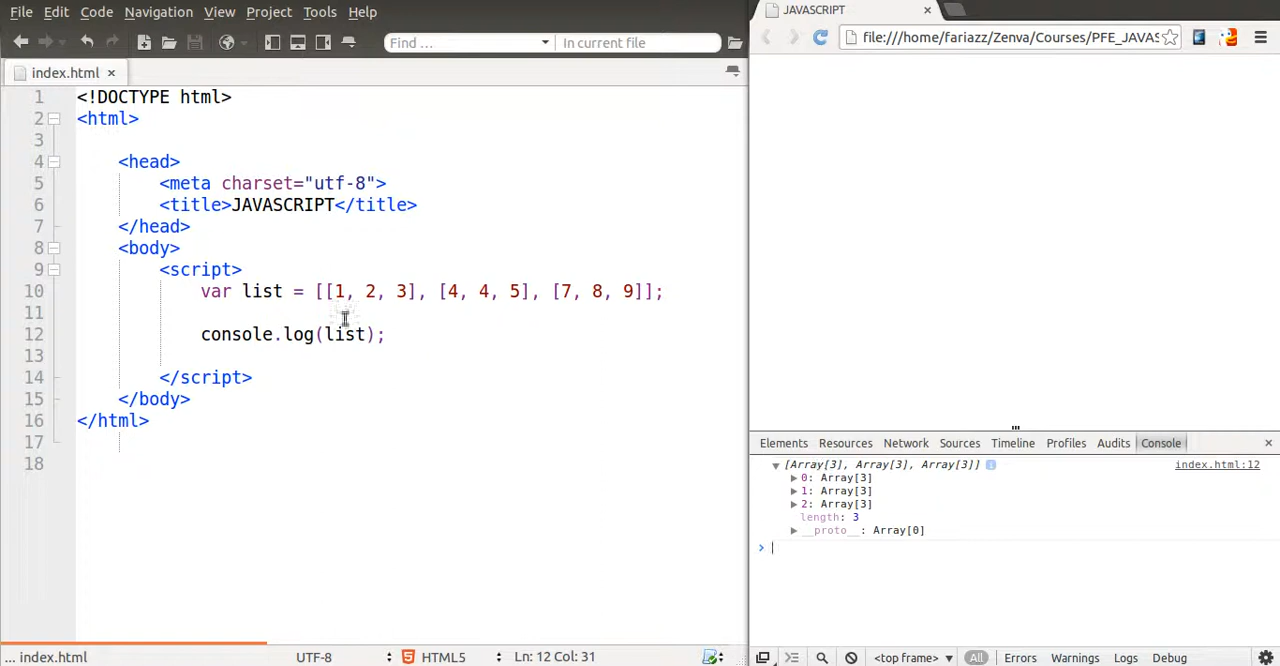 File Edit Code Navigation View Project Tools Help
Find ... In current file
index.html ×
1 <!DOCTYPE html>
2 <html>
3
4 <head>
5 <meta charset="utf-8">
6 <title>JAVASCRIPT</title>
7 </head>
8 <body>
9 <script>
10 var list = [[1, 2, 3], [4, 4, 5], [7, 8, 9]];
11
12 console.log(list);
13
14 </script>
15 </body>
16 </html>
17
18
... index.html UTF-8 HTML5 Ln: 12 Col: 31
JAVASCRIPT ×
file:///home/fariazz/Zenva/Courses/PFE_JAVAS
Elements Resources Network Sources Timeline Profiles Audits Console ×
[Array[3], Array[3], Array[3]] index.html:12
0: Array[3]
1: Array[3]
2: Array[3]
length: 3
__proto__: Array[0]
>
<top frame> All Errors Warnings Logs Debug